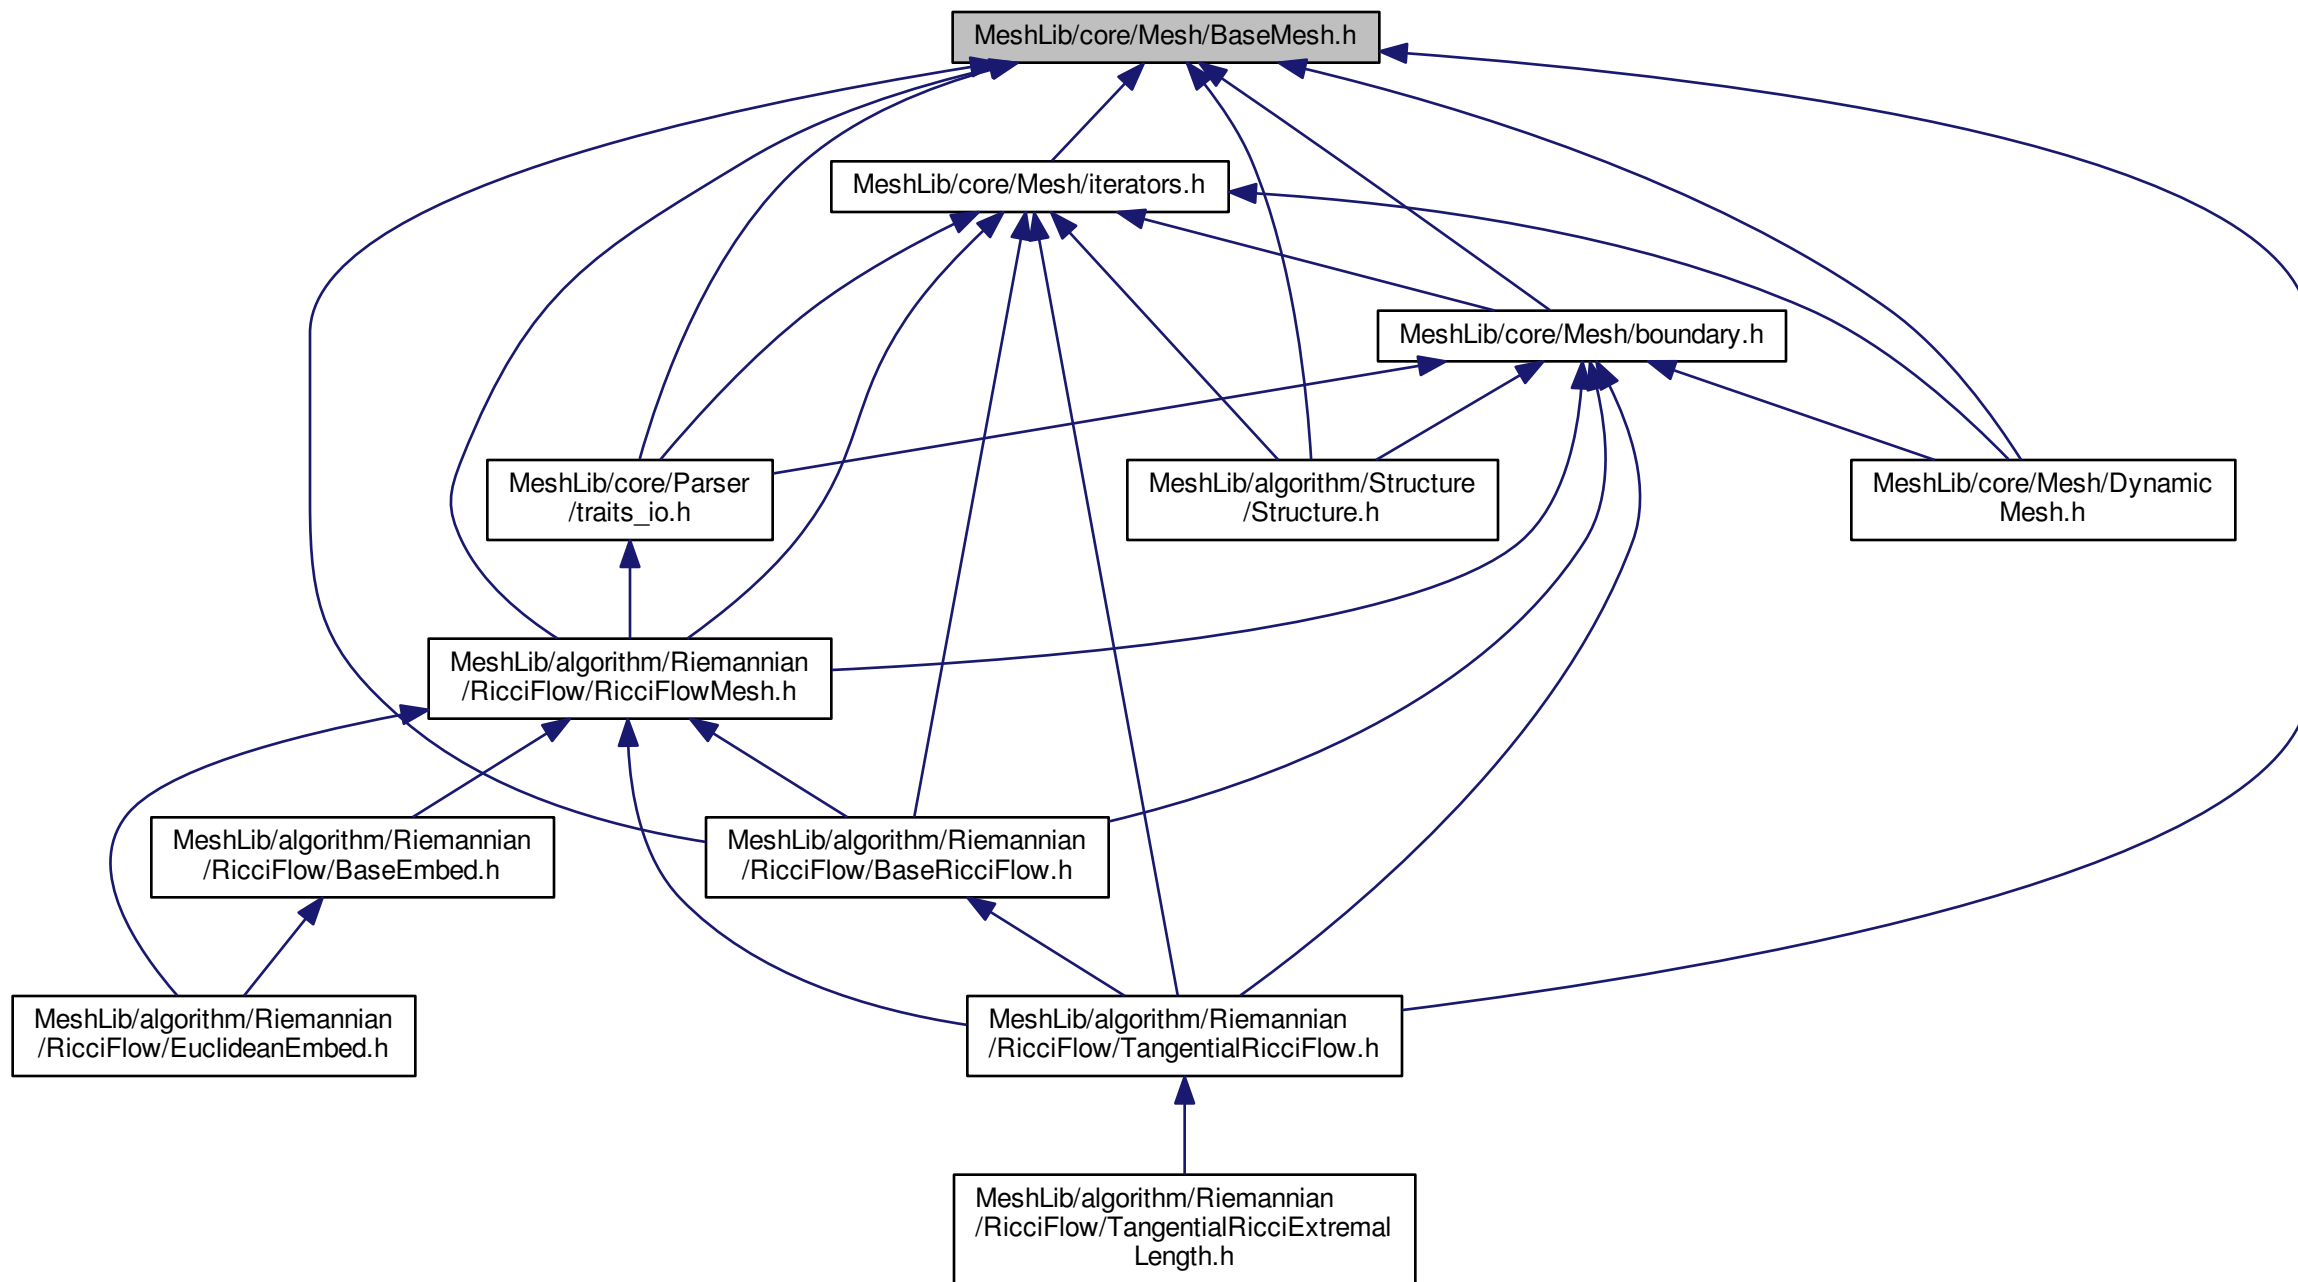 MeshLib/core/Mesh/BaseMesh.h
MeshLib/core/Mesh/iterators.h
MeshLib/core/Mesh/boundary.h
MeshLib/core/Parser
/traits_io.h
MeshLib/algorithm/Structure
/Structure.h
MeshLib/core/Mesh/Dynamic
Mesh.h
MeshLib/algorithm/Riemannian
/RicciFlow/RicciFlowMesh.h
MeshLib/algorithm/Riemannian
/RicciFlow/BaseEmbed.h
MeshLib/algorithm/Riemannian
/RicciFlow/BaseRicciFlow.h
MeshLib/algorithm/Riemannian
/RicciFlow/EuclideanEmbed.h
MeshLib/algorithm/Riemannian
/RicciFlow/TangentialRicciFlow.h
MeshLib/algorithm/Riemannian
/RicciFlow/TangentialRicciExtremal
Length.h